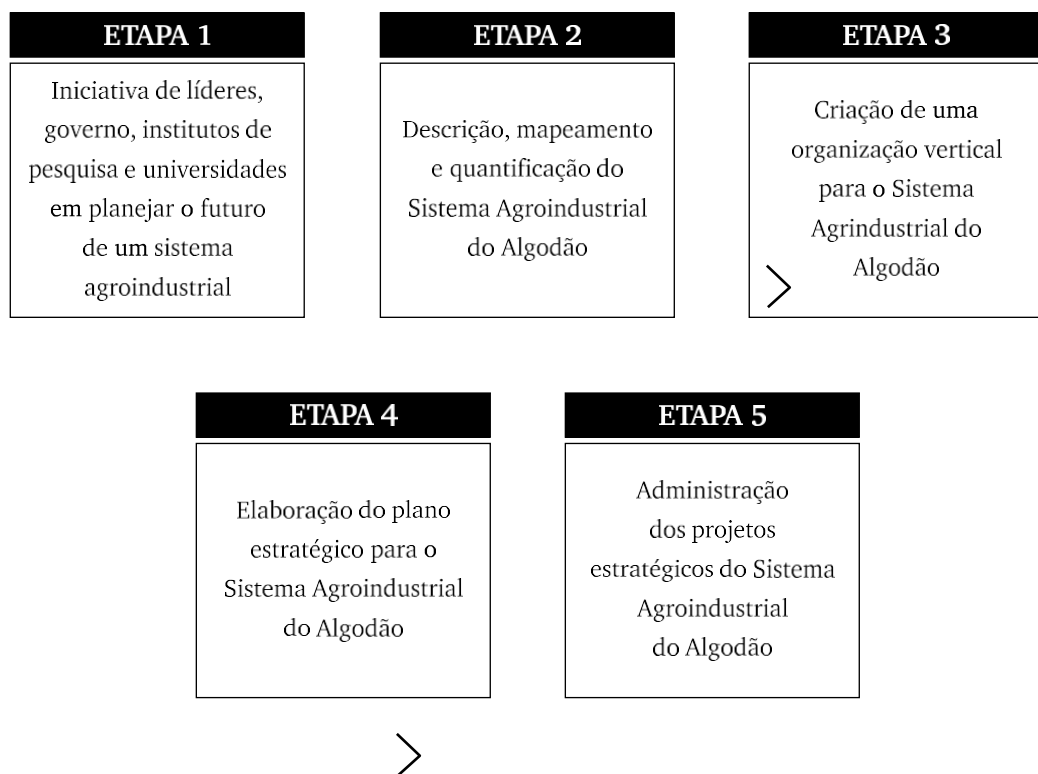 ETAPA 1
Iniciativa de líderes,
governo, institutos de
pesquisa e universidades
em planejar o futuro
de um sistema
agroindustrial
ETAPA 2
Descrição, mapeamento
e quantificação do
Sistema Agroindustrial
do Algodão
ETAPA 3
Criação de uma
organização vertical
para o Sistema
Agrindustrial do
Algodão
ETAPA 4
Elaboração do plano
estratégico para o
Sistema Agroindustrial
do Algodão
ETAPA 5
Administração
dos projetos
estratégicos do Sistema
Agroindustrial
do Algodão